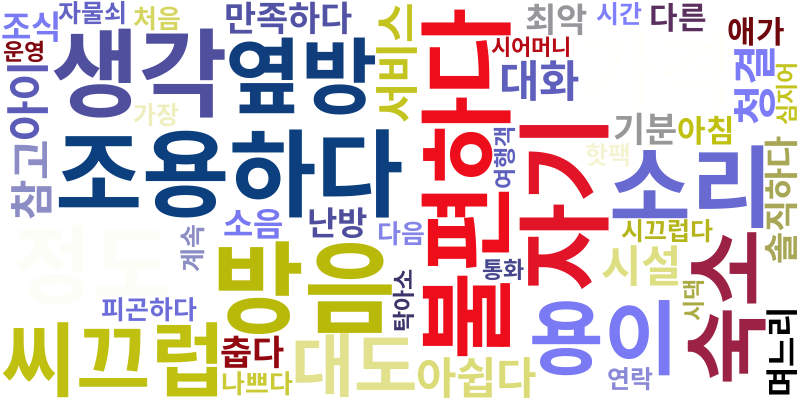 조식
자물쇠
처음
만족하다
서비스
최악
시간
다른
애가
운영
생각
옆방
시어머니
대화
청결
심지어
아이
가장
불편하다
여행객
기분
아침
핫팩
참고
조용하다
자기
소리
솔직하다
정도
계속
소음
난방
다음
시끄럽다
방음
통화
시설
숙소
탁아소
시댁
피곤하다
용이
며느리
씨끄럽
춥다
나쁘다
대도
아쉽다
연락